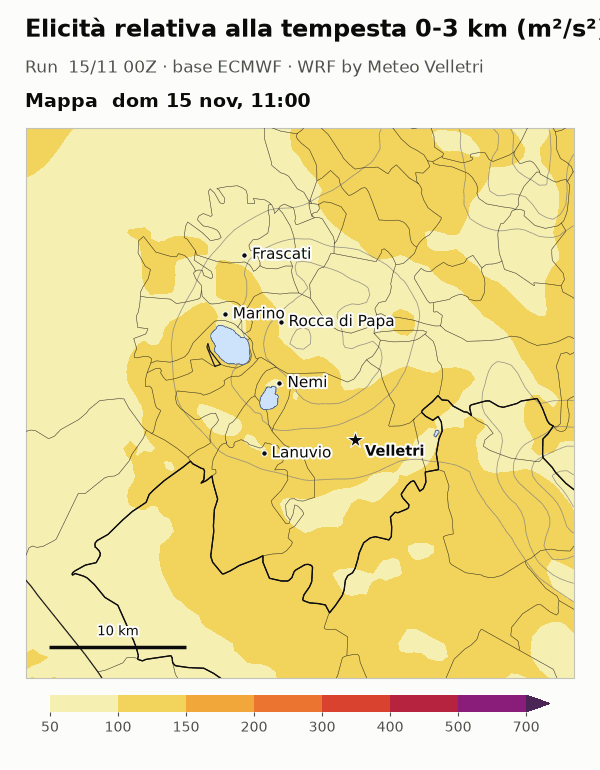 Elicità relativa alla tempesta 0-3 km (m²/s²)
Run  15/11 00Z · base ECMWF · WRF by Meteo Velletri
Mappa  dom 15 nov, 11:00
Frascati
Marino
Rocca di Papa
Nemi
Velletri
Lanuvio
10 km
50 100 150 200 300 400 500 700